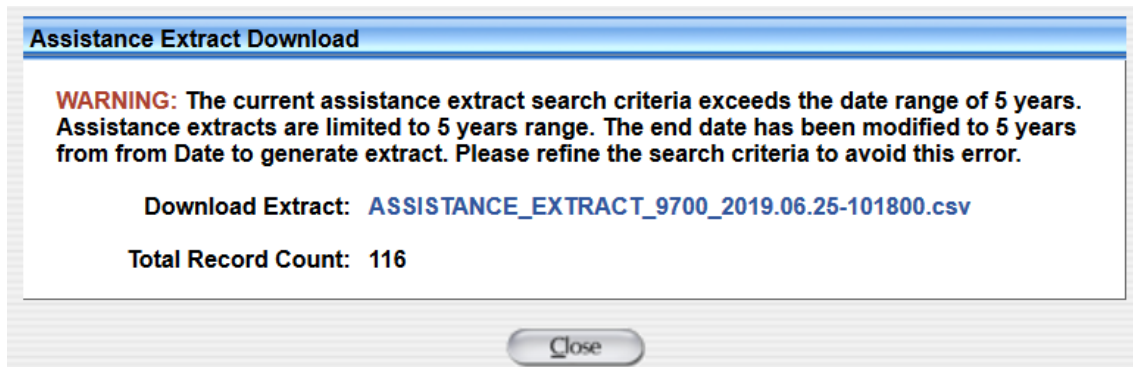 Assistance Extract Download
WARNING: The current assistance extract search criteria exceeds the date range of 5 years.
Assistance extracts are limited to 5 years range. The end date has been modified to 5 years
from from Date to generate extract. Please refine the search criteria to avoid this error.
Download Extract: ASSISTANCE_EXTRACT_9700_2019.06.25-101800.csv
Total Record Count: 116
Close